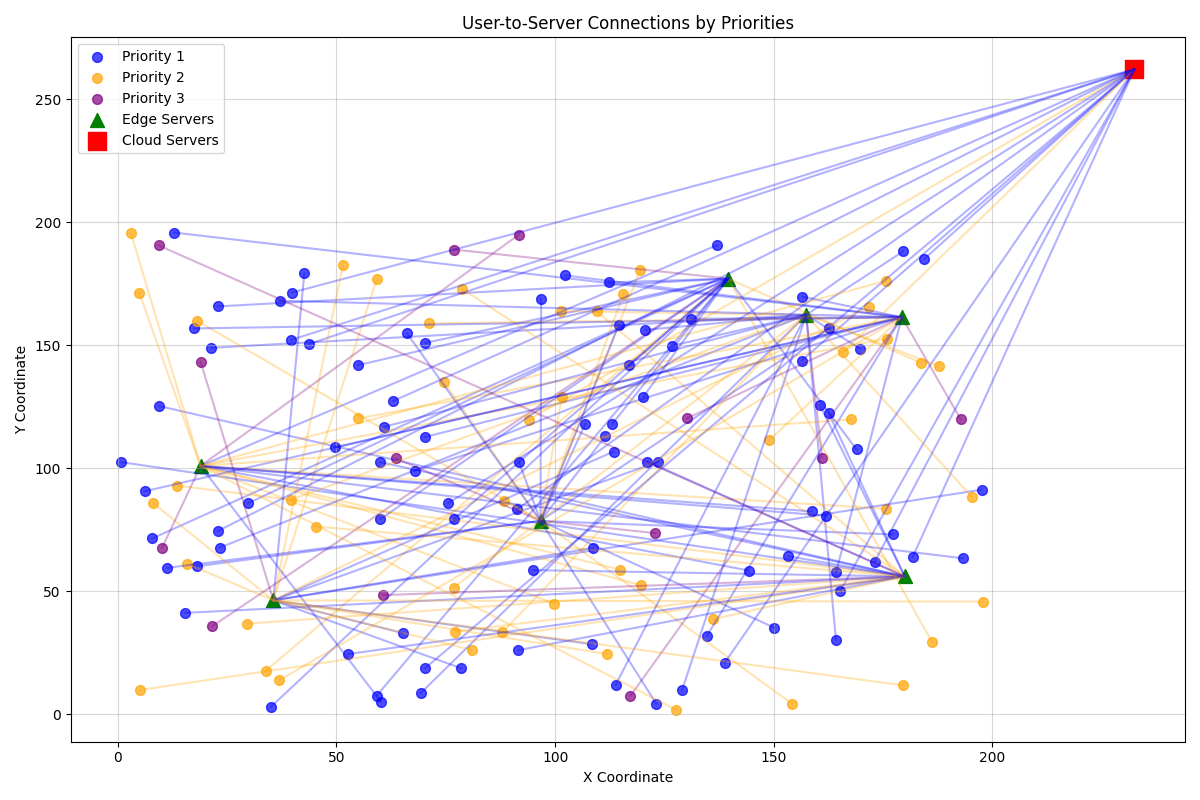 User-to-Server Connections by Priorities
Priority 1
Priority 2
Priority 3
Edge Servers
Cloud Servers
250
200
150
100
50
0
Y Coordinate
0 50 100 150 200
X Coordinate